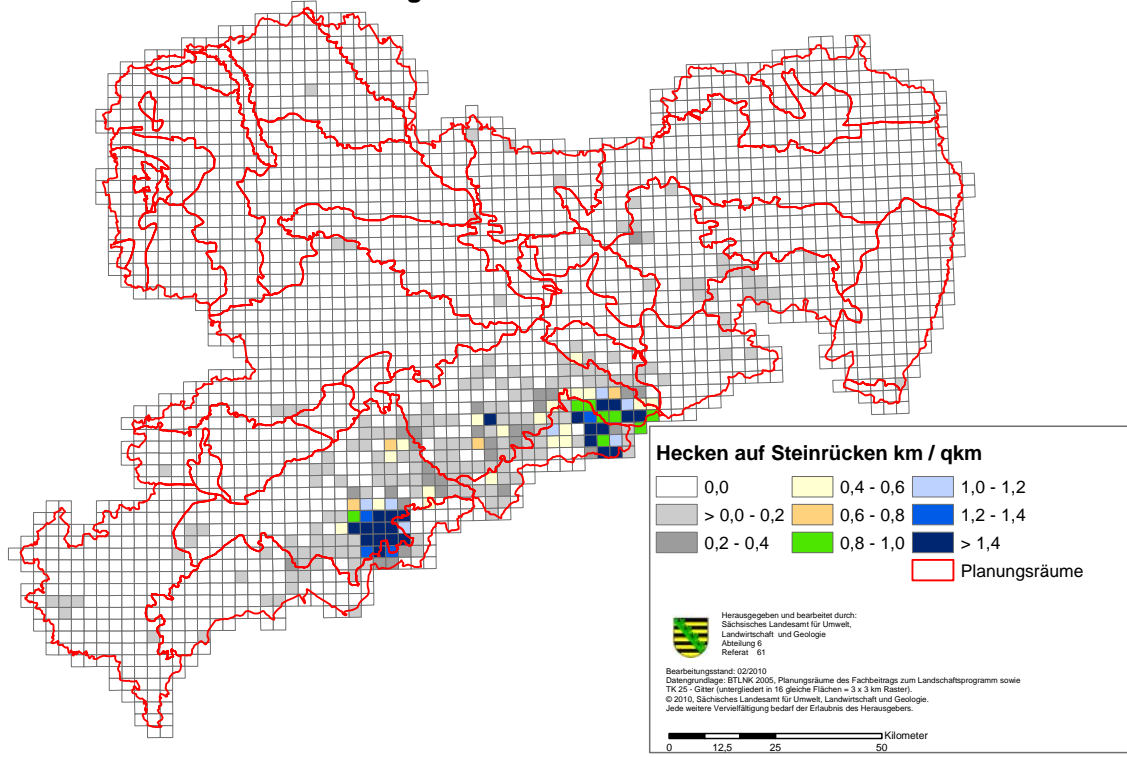 Hecken auf Steinrücken km / qkm
0,0
> 0,0 - 0,2
0,2 - 0,4
0,4 - 0,6
0,6 - 0,8
0,8 - 1,0
1,0 - 1,2
1,2 - 1,4
> 1,4
Planungsräume
Herausgegeben und bearbeitet durch:
Sächsisches Landesamt für Umwelt,
Landwirtschaft und Geologie
Abteilung 6
Referat 61
Bearbeitungsstand: 02/2010
Datengrundlage: BTLNK 2005, Planungsräume des Fachbeitrags zum Landschaftsprogramm sowie
TK 25 - Gitter (untergliedert in 16 gleiche Flächen = 3 x 3 km Raster).
© 2010, Sächsisches Landesamt für Umwelt, Landwirtschaft und Geologie.
Jede weitere Vervielfältigung bedarf der Erlaubnis des Herausgebers.
Kilometer
0 12,5 25 50